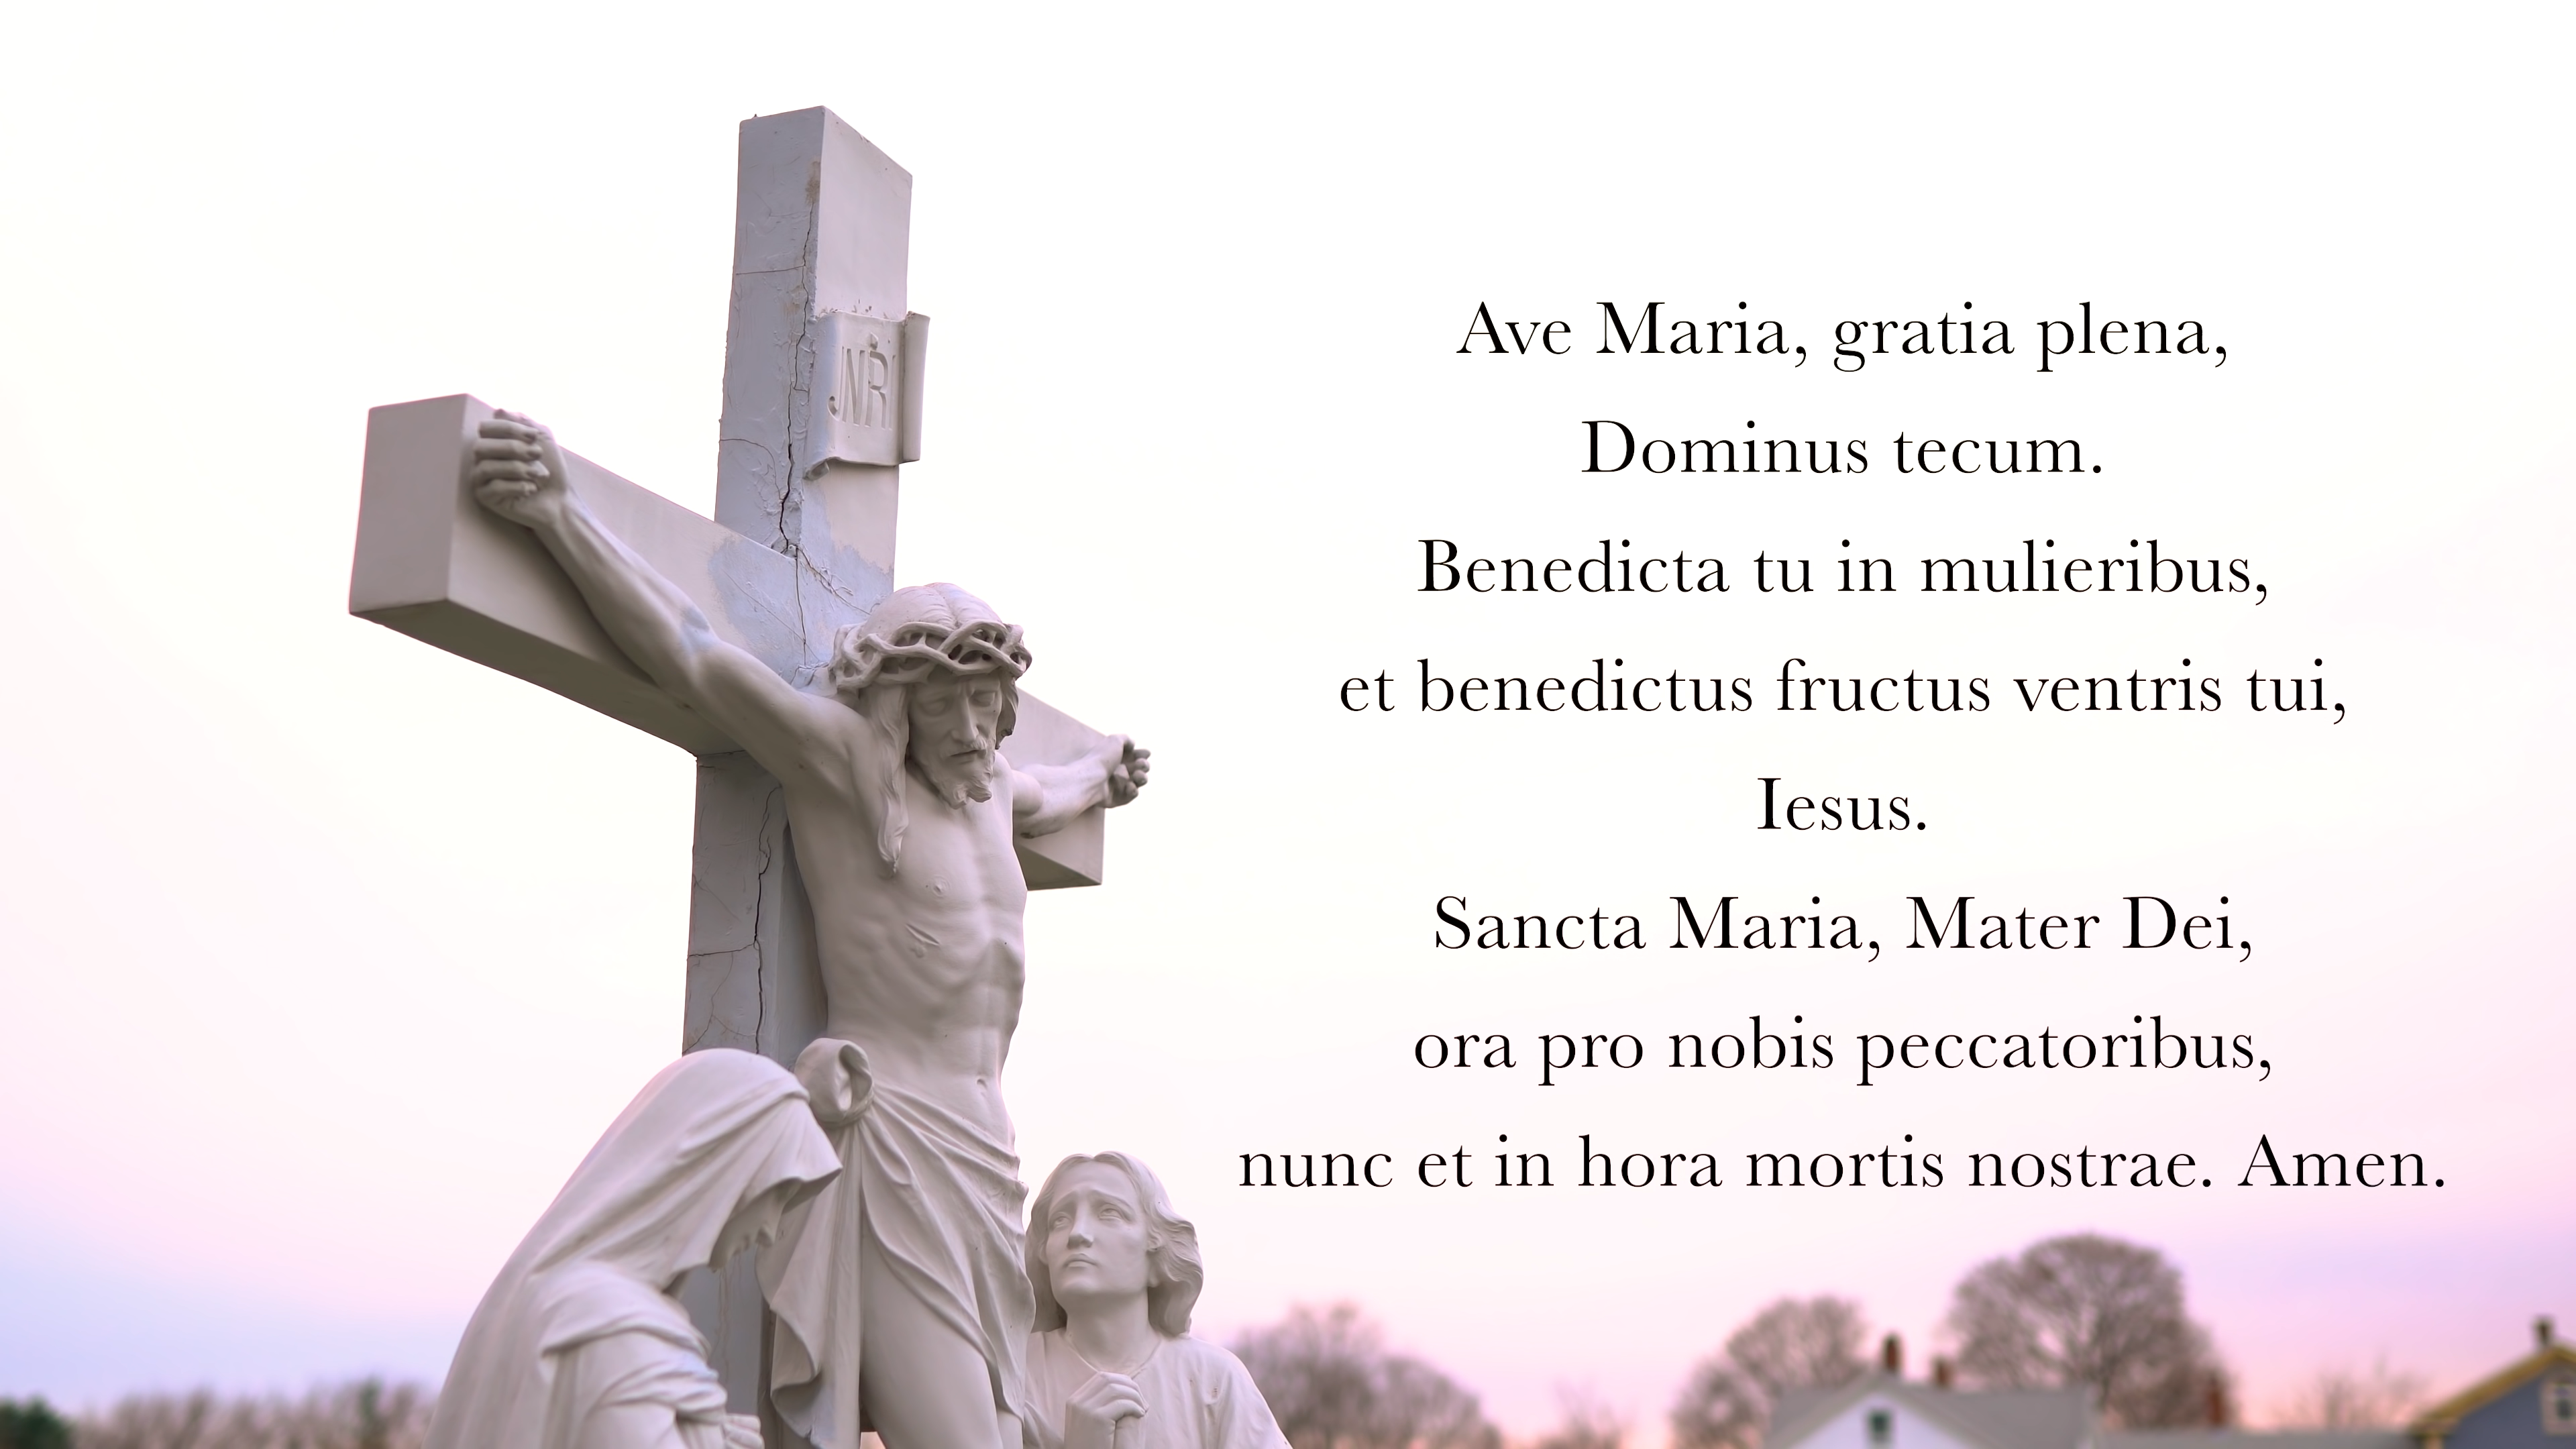 JNRI
Ave Maria, gratia plena,
Dominus tecum.
Benedicta tu in mulieribus,
et benedictus fructus ventris tui,
Iesus.
Sancta Maria, Mater Dei,
ora pro nobis peccatoribus,
nunc et in hora mortis nostrae. Amen.